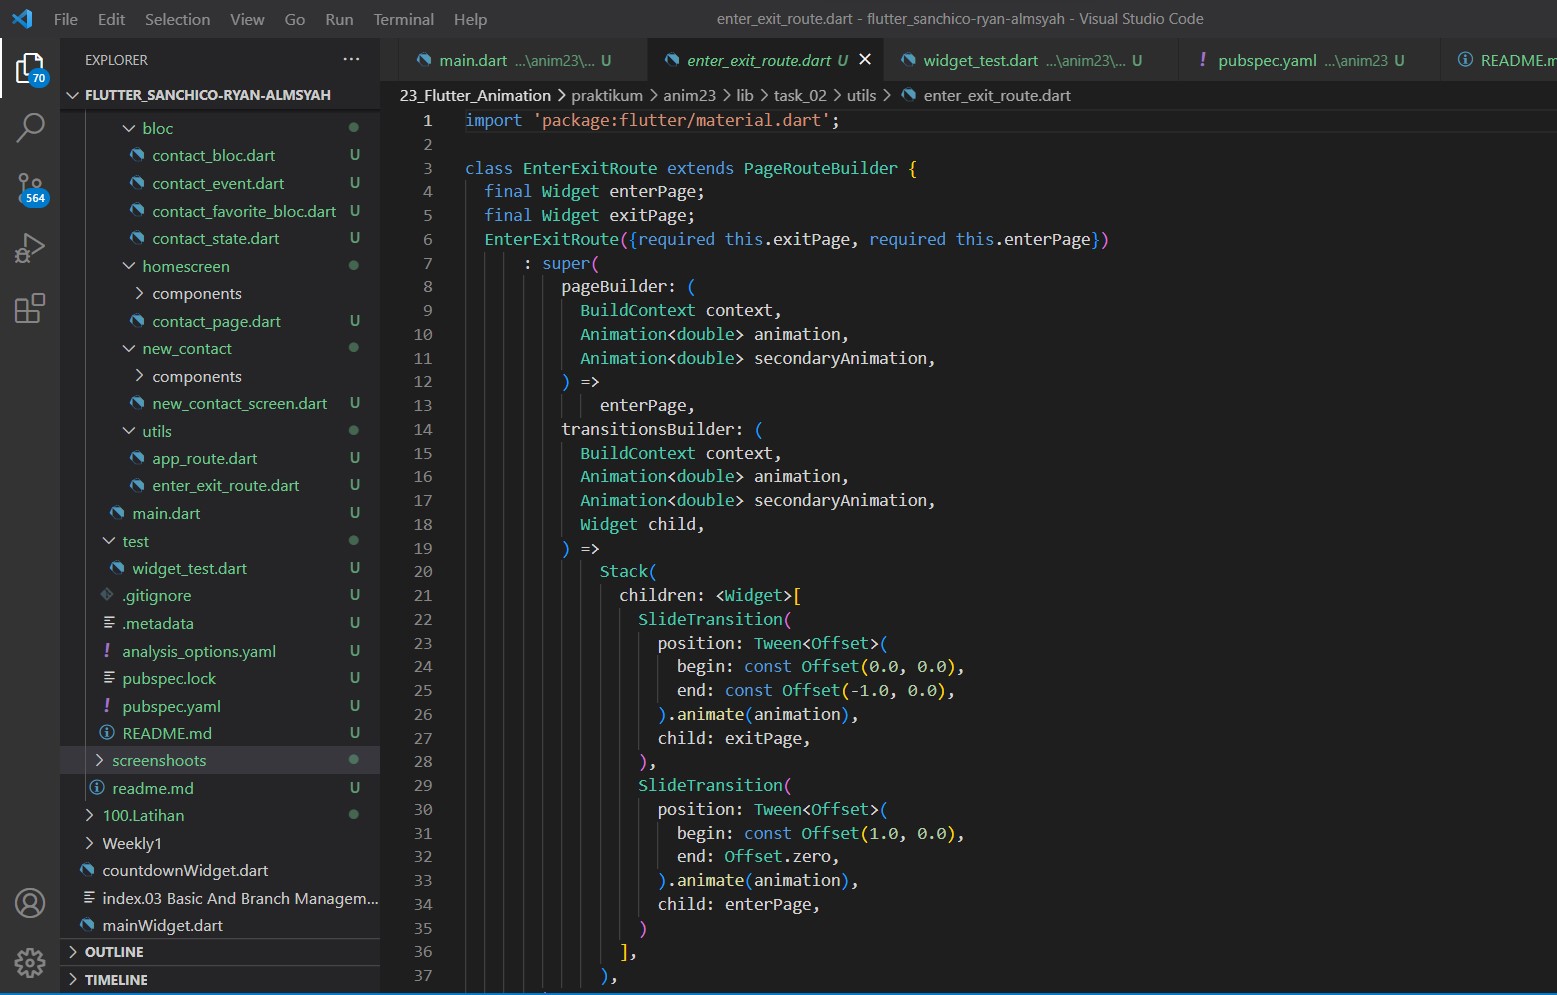 File Edit Selection View Go Run Terminal Help
enter_exit_route.dart - flutter_sanchico-ryan-almsyah - Visual Studio Code
EXPLORER ...
main.dart ...\anim23\... U
enter_exit_route.dart U
widget_test.dart ...\anim23\... U
! pubspec.yaml ...\anim23 U
README.m
70
564
FLUTTER_SANCHICO-RYAN-ALMSYAH
bloc
contact_bloc.dart U
contact_event.dart U
contact_favorite_bloc.dart U
contact_state.dart U
homescreen
components
contact_page.dart U
new_contact
components
new_contact_screen.dart U
utils
app_route.dart U
enter_exit_route.dart U
main.dart U
test
widget_test.dart U
.gitignore U
.metadata U
! analysis_options.yaml U
pubspec.lock U
! pubspec.yaml U
README.md U
screenshoots
readme.md U
100.Latihan
Weekly1
countdownWidget.dart
index.03 Basic And Branch Managem...
mainWidget.dart
OUTLINE
TIMELINE
23_Flutter_Animation > praktikum > anim23 > lib > task_02 > utils > enter_exit_route.dart
1 import 'package:flutter/material.dart';
2
3 class EnterExitRoute extends PageRouteBuilder {
4 final Widget enterPage;
5 final Widget exitPage;
6 EnterExitRoute({required this.exitPage, required this.enterPage})
7 : super(
8 pageBuilder: (
9 BuildContext context,
10 Animation<double> animation,
11 Animation<double> secondaryAnimation,
12 ) =>
13 enterPage,
14 transitionsBuilder: (
15 BuildContext context,
16 Animation<double> animation,
17 Animation<double> secondaryAnimation,
18 Widget child,
19 ) =>
20 Stack(
21 children: <Widget>[
22 SlideTransition(
23 position: Tween<Offset>(
24 begin: const Offset(0.0, 0.0),
25 end: const Offset(-1.0, 0.0),
26 ).animate(animation),
27 child: exitPage,
28 ),
29 SlideTransition(
30 position: Tween<Offset>(
31 begin: const Offset(1.0, 0.0),
32 end: Offset.zero,
33 ).animate(animation),
34 child: enterPage,
35 )
36 ],
37 ),